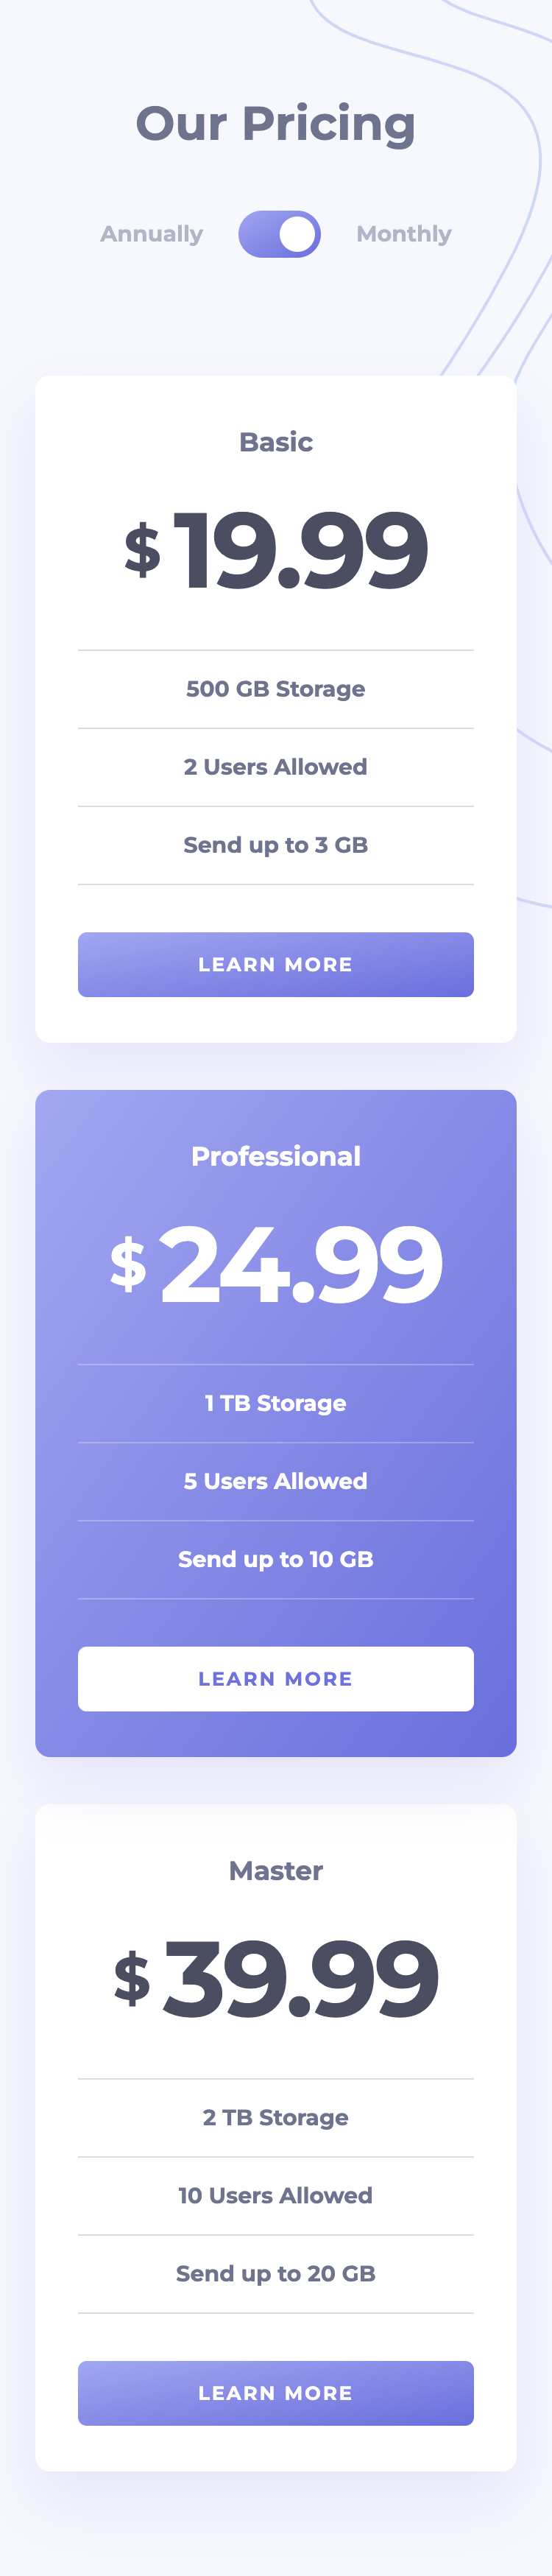 Our Pricing
Annually Monthly
Basic
$ 19.99
500 GB Storage
2 Users Allowed
Send up to 3 GB
LEARN MORE
Professional
$ 24.99
1 TB Storage
5 Users Allowed
Send up to 10 GB
LEARN MORE
Master
$ 39.99
2 TB Storage
10 Users Allowed
Send up to 20 GB
LEARN MORE